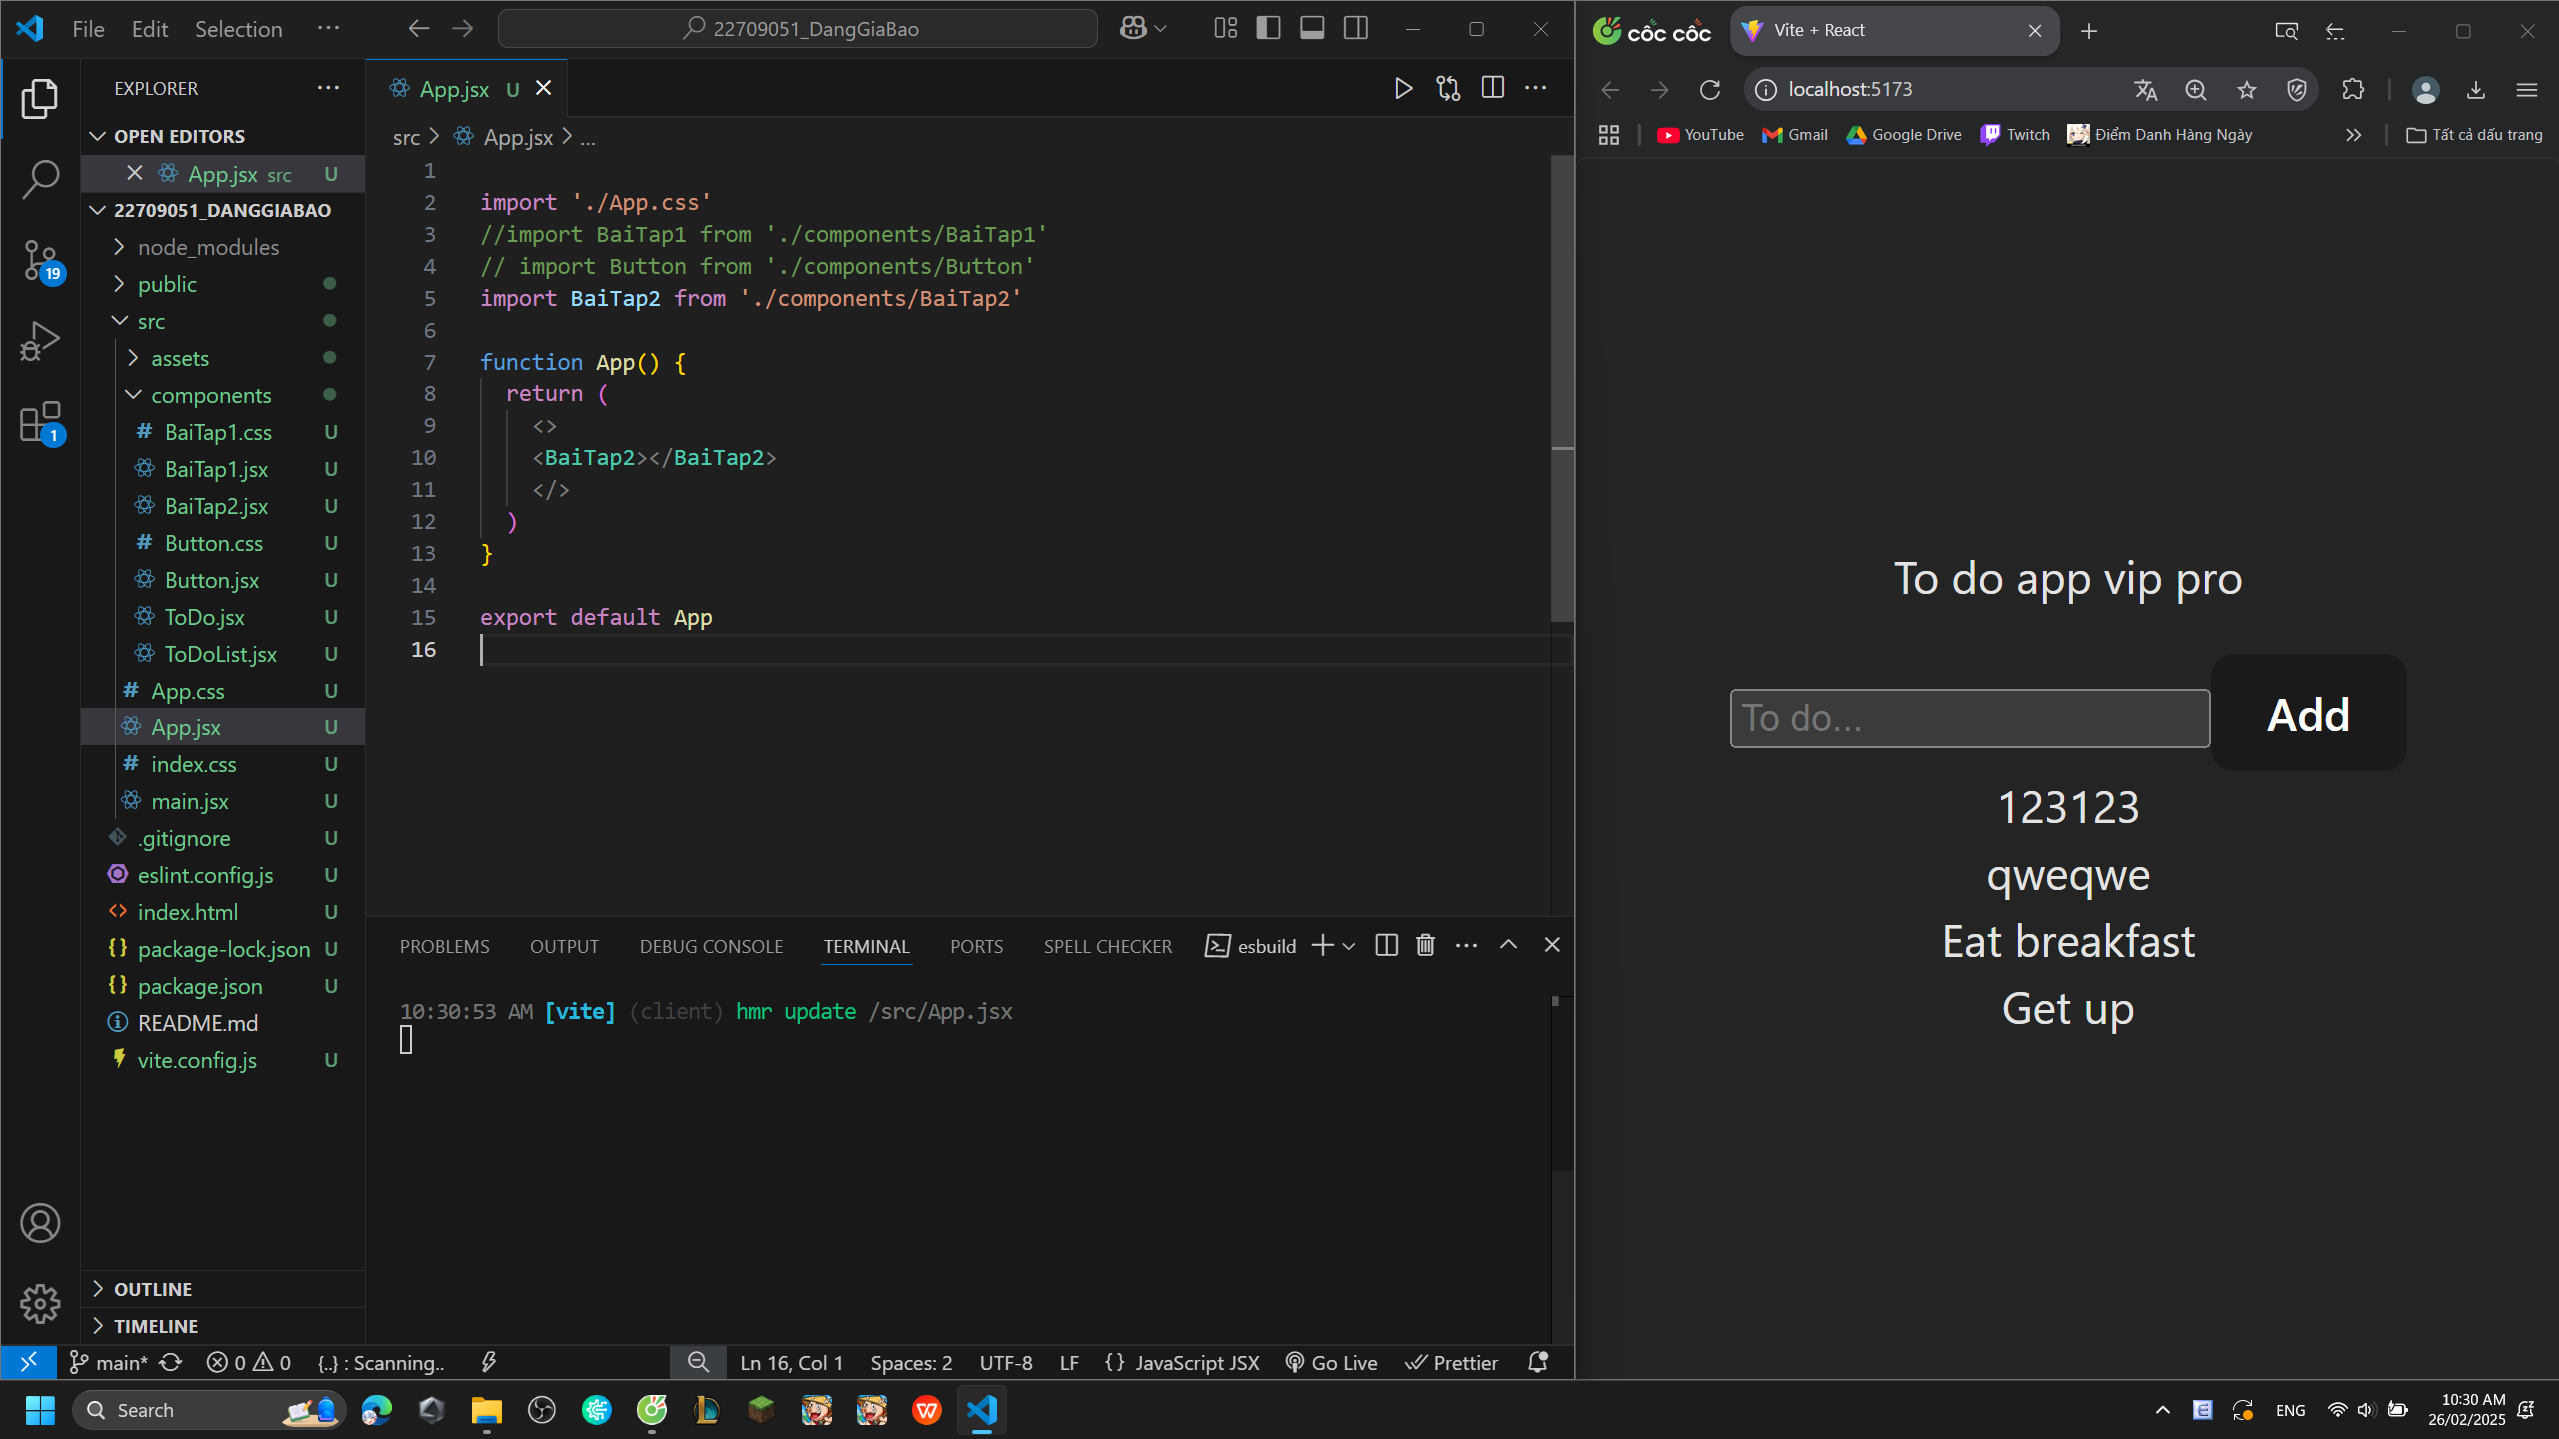 File Edit Selection ···
22709051_DangGiaBao
EXPLORER ···
OPEN EDITORS
App.jsx src U
22709051_DANGGIABAO
node_modules
public
src
assets
components
BaiTap1.css U
BaiTap1.jsx U
BaiTap2.jsx U
Button.css U
Button.jsx U
ToDo.jsx U
ToDoList.jsx U
App.css U
App.jsx U
index.css U
main.jsx U
.gitignore U
eslint.config.js U
index.html U
package-lock.json U
package.json U
README.md
vite.config.js U
OUTLINE
TIMELINE
19
1
App.jsx U
src > App.jsx > ...
1
2 import './App.css'
3 //import BaiTap1 from './components/BaiTap1'
4 // import Button from './components/Button'
5 import BaiTap2 from './components/BaiTap2'
6
7 function App() {
8 return (
9 <>
10 <BaiTap2></BaiTap2>
11 </>
12 )
13 }
14
15 export default App
16
PROBLEMS OUTPUT DEBUG CONSOLE TERMINAL PORTS SPELL CHECKER esbuild
10:30:53 AM [vite] (client) hmr update /src/App.jsx
main* 0 0 {..} : Scanning.. Ln 16, Col 1 Spaces: 2 UTF-8 LF {} JavaScript JSX Go Live Prettier
cốc cốc Vite + React
localhost:5173
YouTube Gmail Google Drive Twitch Điểm Danh Hàng Ngày Tất cả dấu trang
To do app vip pro
To do... Add
123123
qweqwe
Eat breakfast
Get up
Search
ENG
10:30 AM
26/02/2025